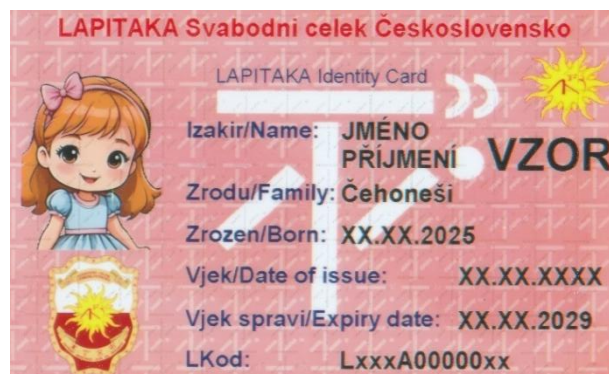 LAPITAKA Svabodni celek Československo
LAPITAKA Identity Card
Izakir/Name: JMÉNO
PŘÍJMENÍ
VZOR
Zrodu/Family: Čehoneši
Zrozen/Born: XX.XX.2025
Vjek/Date of issue: XX.XX.XXXX
Vjek spravi/Expiry date: XX.XX.2029
LKod: LxxxA00000xx